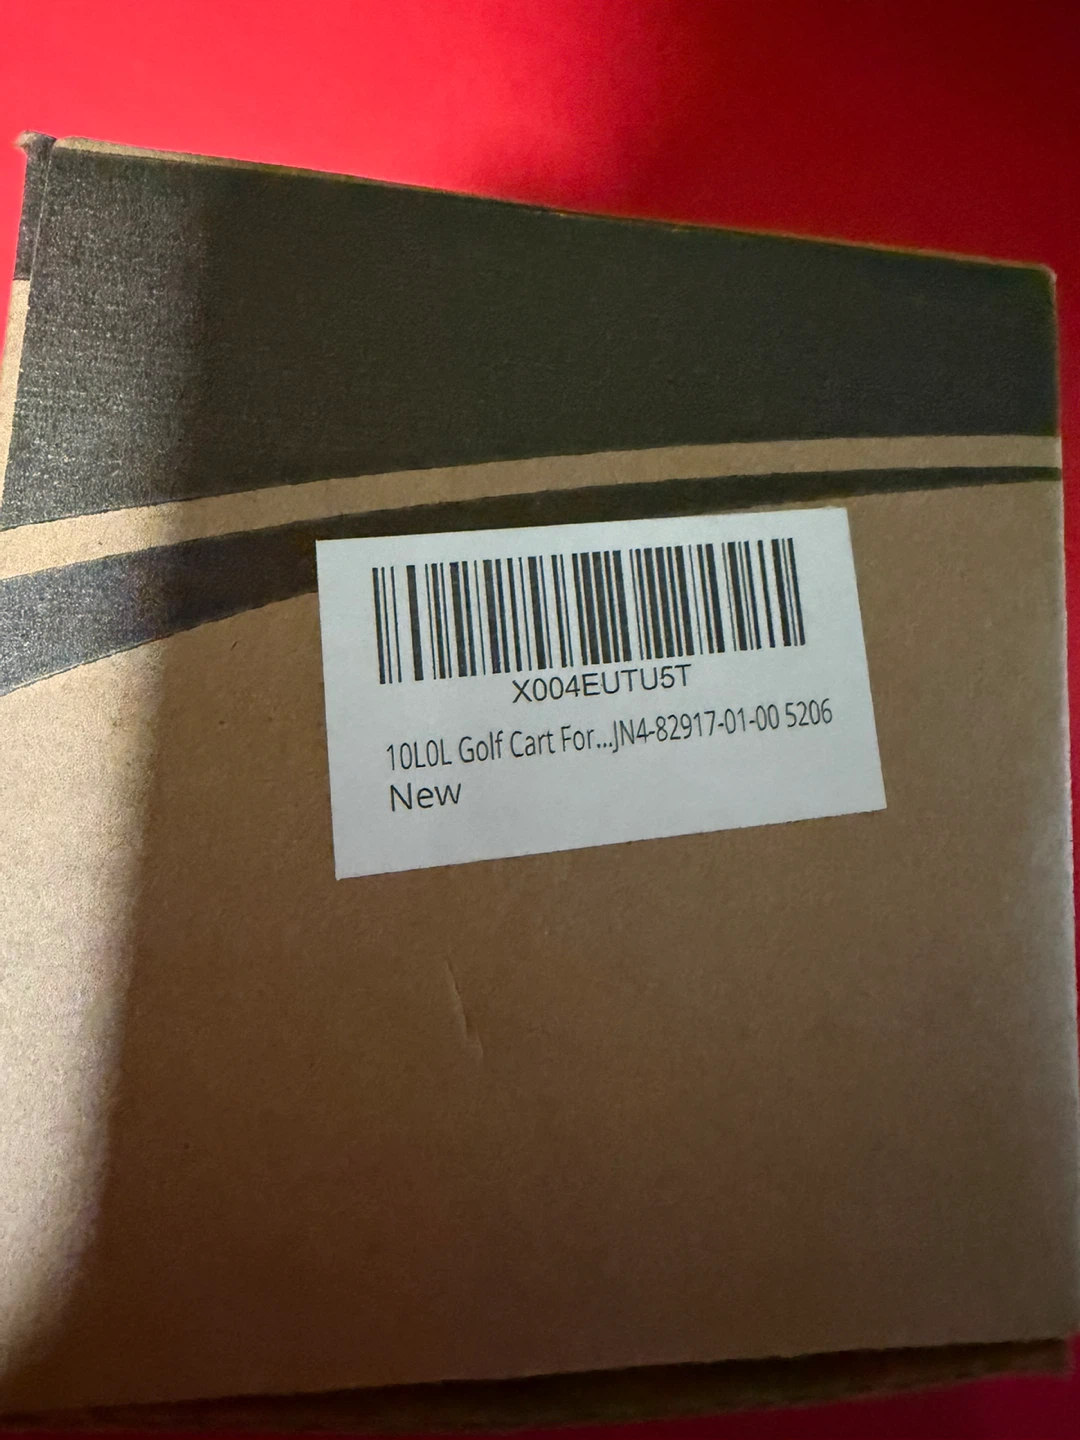 X004EUTU5T
10L0L Golf Cart For...JN4-82917-01-00 5206
New